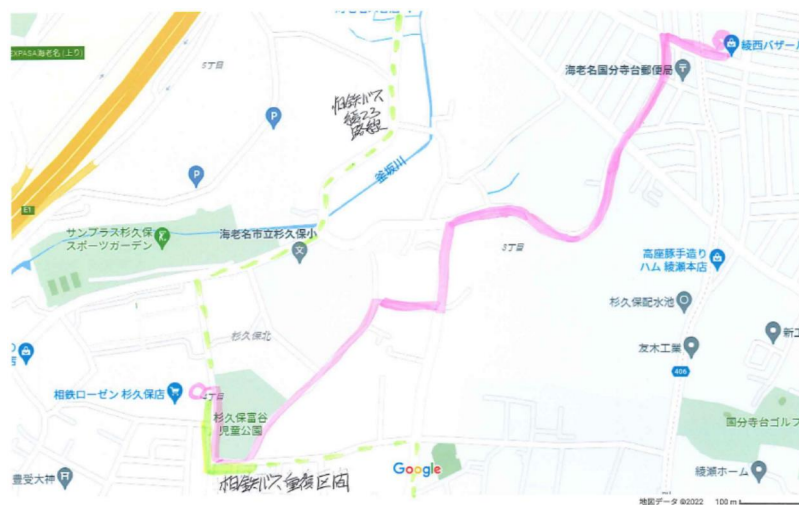 EXPASA海老名(上り)
5丁目
P
P
相鉄バス
綾23
路線
釜坂川
海老名国分寺台郵便局
綾西バザール
E1
サンプラス杉久保
スポーツガーデン
海老名市立杉久保小
文
3丁目
高座豚手造り
ハム 綾瀬本店
杉久保配水池
友木工業
406
杉久保北
相鉄ローゼン 杉久保店
丁目
杉久保富谷
児童公園
国分寺台ゴルフ
豊受大神
相鉄バス重複区間
Google
綾瀬ホーム
地図データ ©2022 100 m